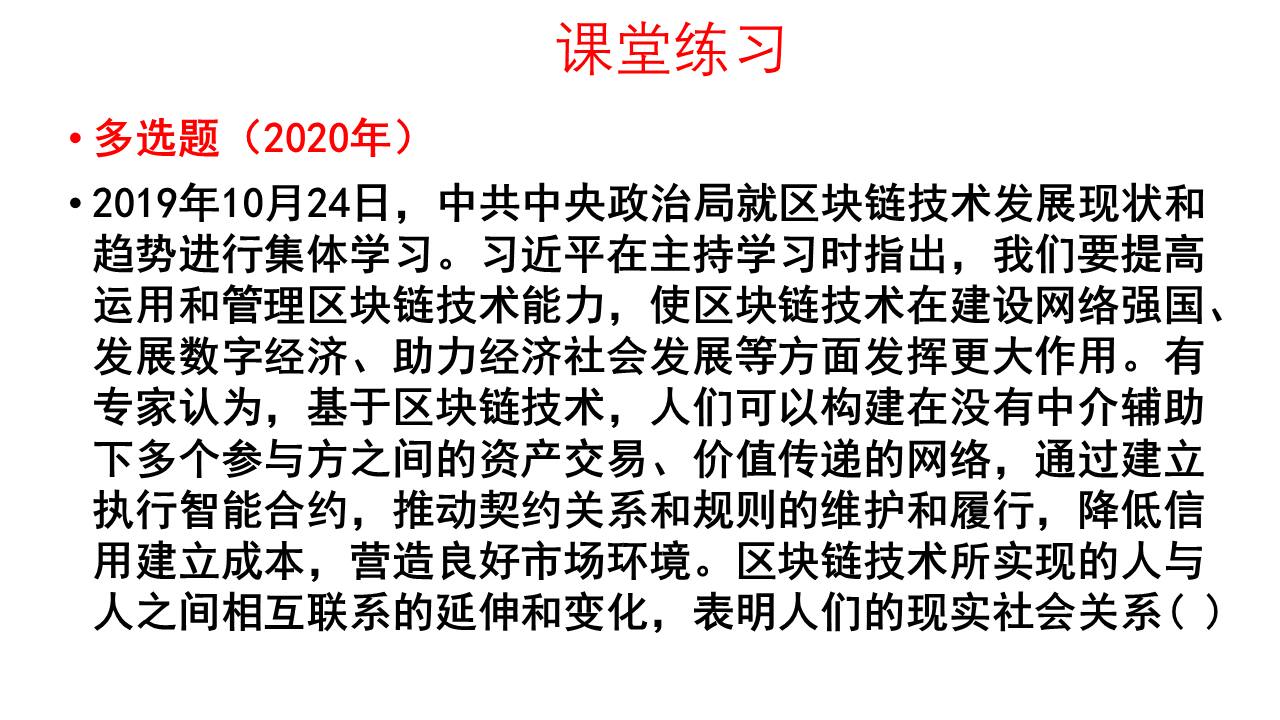 课堂练习
• 多选题（2020年）
• 2019年10月24日，中共中央政治局就区块链技术发展现状和
趋势进行集体学习。习近平在主持学习时指出，我们要提高
运用和管理区块链技术能力，使区块链技术在建设网络强国、
发展数字经济、助力经济社会发展等方面发挥更大作用。有
专家认为，基于区块链技术，人们可以构建在没有中介辅助
下多个参与方之间的资产交易、价值传递的网络，通过建立
执行智能合约，推动契约关系和规则的维护和履行，降低信
用建立成本，营造良好市场环境。区块链技术所实现的人与
人之间相互联系的延伸和变化，表明人们的现实社会关系( )